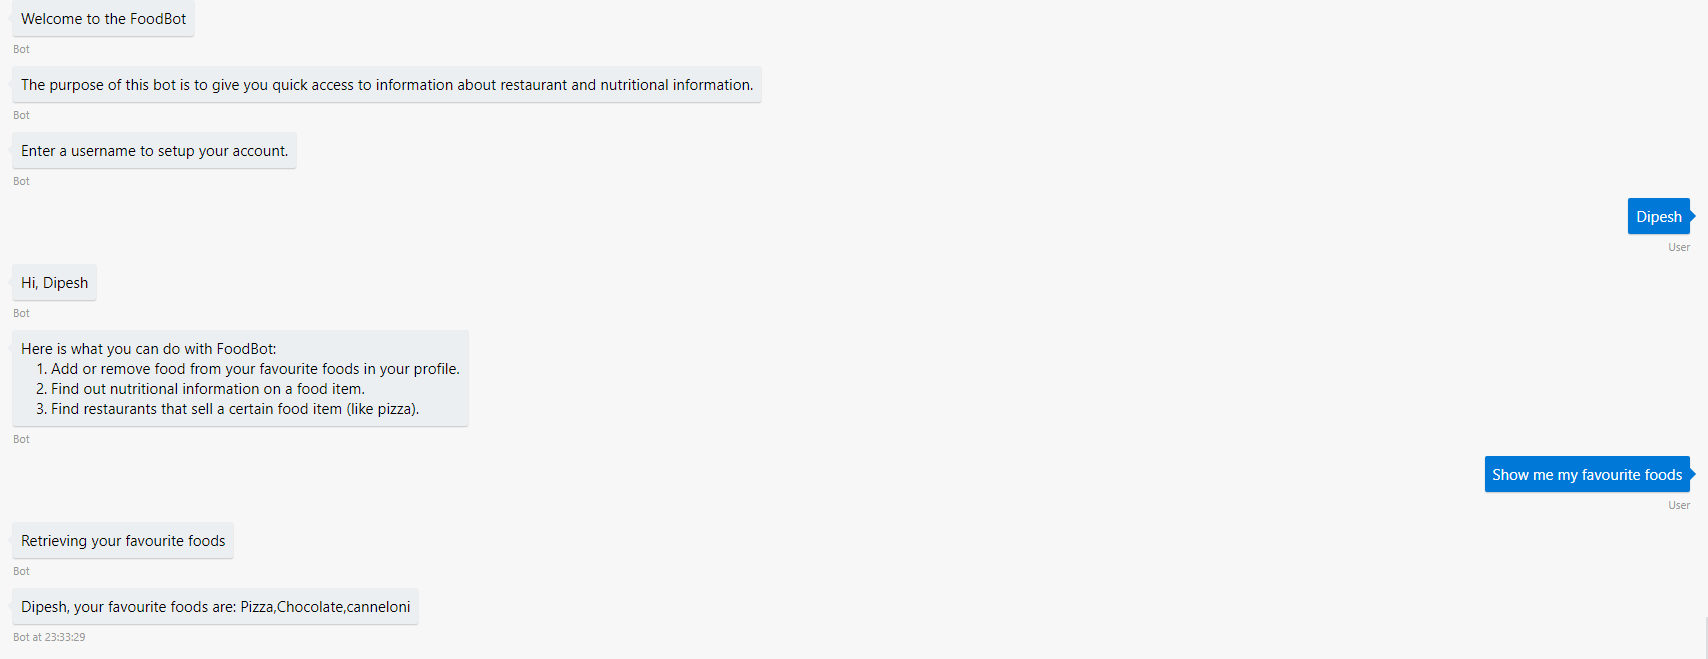 Welcome to the FoodBot
Bot
The purpose of this bot is to give you quick access to information about restaurant and nutritional information.
Bot
Enter a username to setup your account.
Bot
Dipesh
User
Hi, Dipesh
Bot
Here is what you can do with FoodBot:
1. Add or remove food from your favourite foods in your profile.
2. Find out nutritional information on a food item.
3. Find restaurants that sell a certain food item (like pizza).
Bot
Show me my favourite foods
User
Retrieving your favourite foods
Bot
Dipesh, your favourite foods are: Pizza,Chocolate,canneloni
Bot at 23:33:29